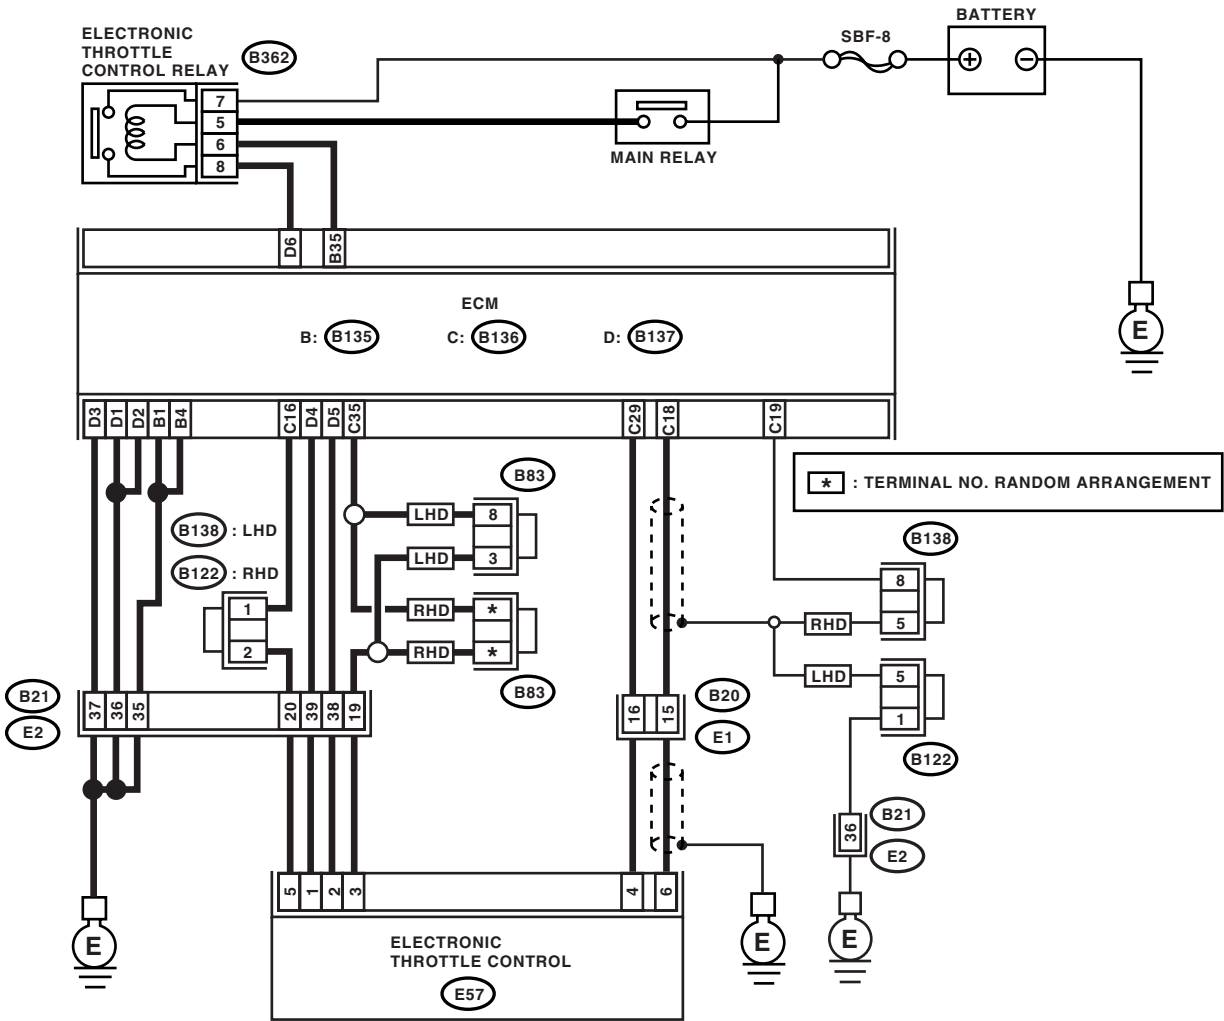 BATTERY
ELECTRONIC
THROTTLE
CONTROL RELAY
B362
SBF-8
+
−
7
5
6
8
MAIN RELAY
D6
B35
E
ECM
B: B135
C: B136
D: B137
D3
D1
D2
B1
B4
C16
D4
D5
C35
C29
C18
C19
* : TERMINAL NO. RANDOM ARRANGEMENT
B83
B138 : LHD
LHD
8
B138
LHD
3
B122 : RHD
8
1
RHD
*
RHD
5
2
RHD
*
LHD
5
B83
B21
B20
1
37
36
35
20
39
38
19
16
15
E2
E1
B122
B21
36
E2
5
1
2
3
4
6
E
E
E
ELECTRONIC
THROTTLE CONTROL
E57